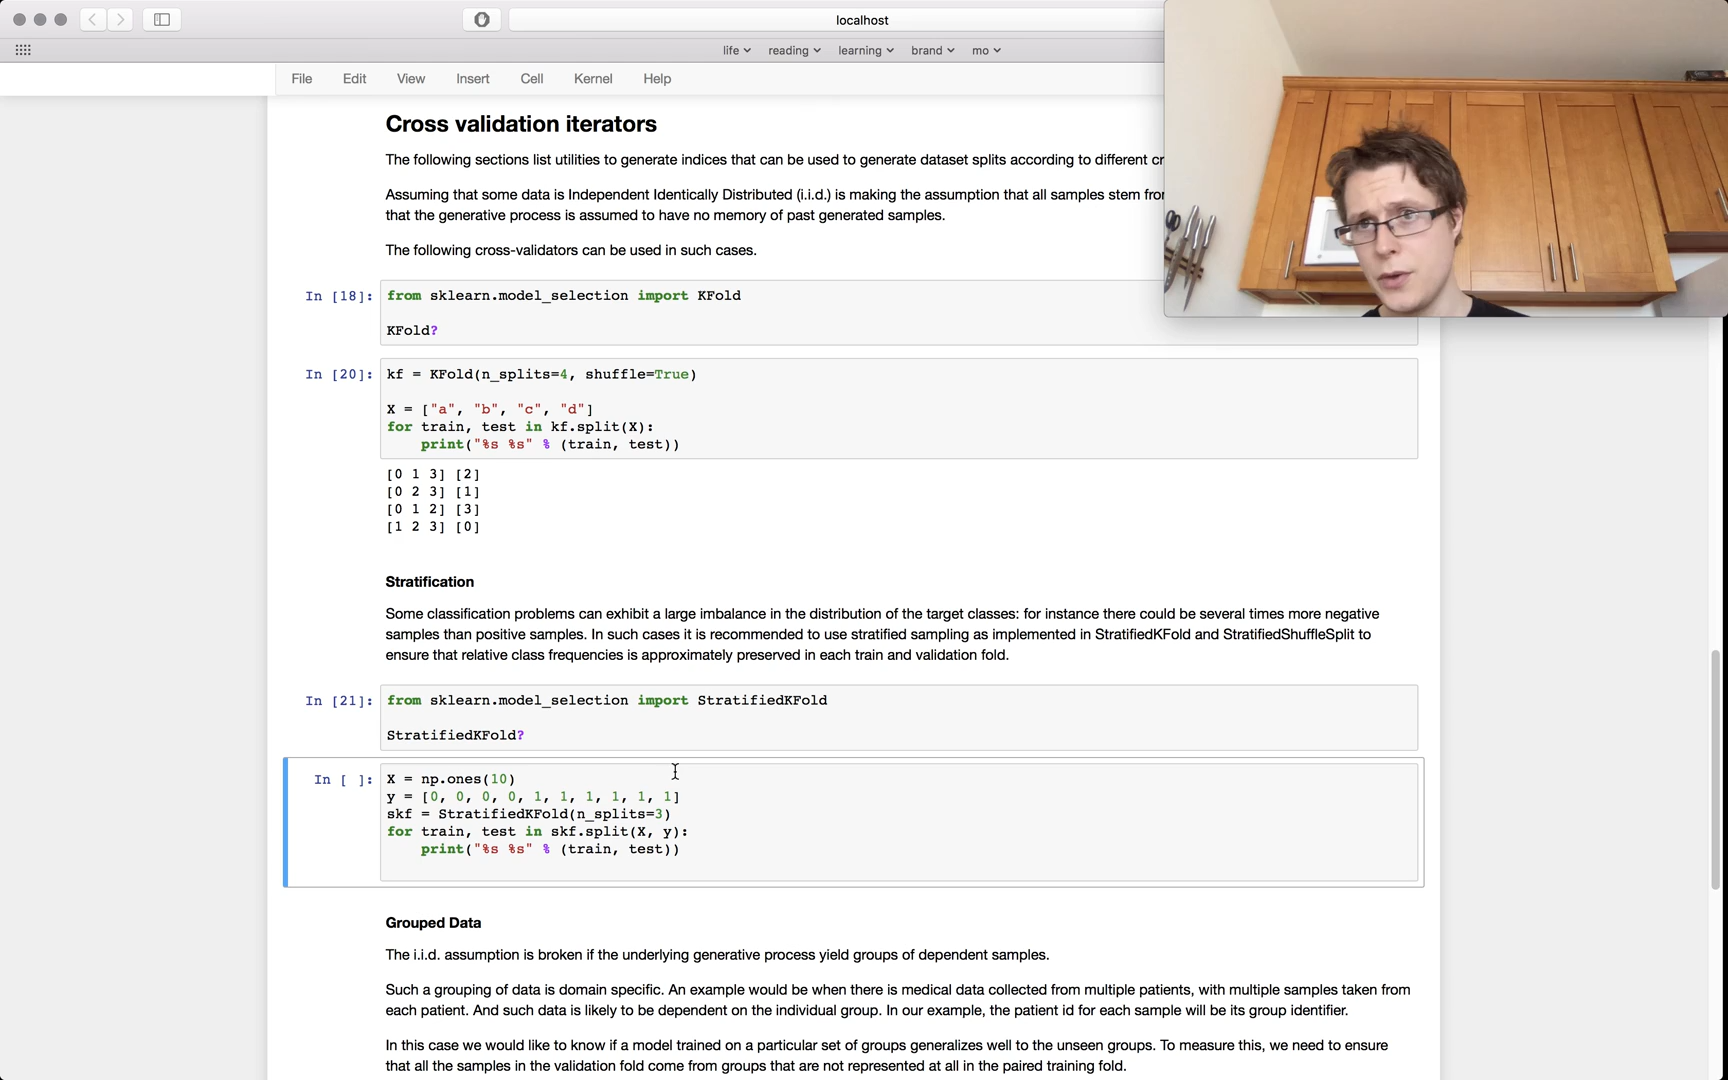 localhost
life reading learning brand mo
File Edit View Insert Cell Kernel Help
Cross validation iterators
The following sections list utilities to generate indices that can be used to generate dataset splits according to different cr
Assuming that some data is Independent Identically Distributed (i.i.d.) is making the assumption that all samples stem fro
that the generative process is assumed to have no memory of past generated samples.
The following cross-validators can be used in such cases.
In [18]: from sklearn.model_selection import KFold
KFold?
In [20]: kf = KFold(n_splits=4, shuffle=True)
X = ["a", "b", "c", "d"]
for train, test in kf.split(X):
print("%s %s" % (train, test))
[0 1 3] [2]
[0 2 3] [1]
[0 1 2] [3]
[1 2 3] [0]
Stratification
Some classification problems can exhibit a large imbalance in the distribution of the target classes: for instance there could be several times more negative
samples than positive samples. In such cases it is recommended to use stratified sampling as implemented in StratifiedKFold and StratifiedShuffleSplit to
ensure that relative class frequencies is approximately preserved in each train and validation fold.
In [21]: from sklearn.model_selection import StratifiedKFold
StratifiedKFold?
In [ ]: X = np.ones(10)
y = [0, 0, 0, 0, 1, 1, 1, 1, 1, 1]
skf = StratifiedKFold(n_splits=3)
for train, test in skf.split(X, y):
print("%s %s" % (train, test))
Grouped Data
The i.i.d. assumption is broken if the underlying generative process yield groups of dependent samples.
Such a grouping of data is domain specific. An example would be when there is medical data collected from multiple patients, with multiple samples taken from
each patient. And such data is likely to be dependent on the individual group. In our example, the patient id for each sample will be its group identifier.
In this case we would like to know if a model trained on a particular set of groups generalizes well to the unseen groups. To measure this, we need to ensure
that all the samples in the validation fold come from groups that are not represented at all in the paired training fold.